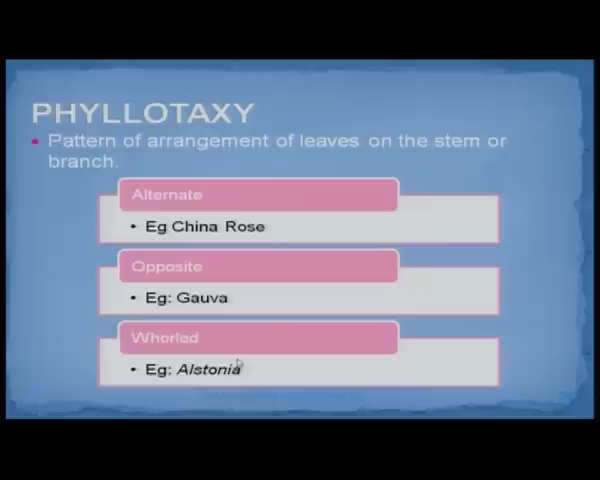 PHYLLOTAXY
• Pattern of arrangement of leaves on the stem or
branch.
Alternate
• Eg China Rose
Opposite
• Eg: Gauva
Whorled
• Eg: Alstonia